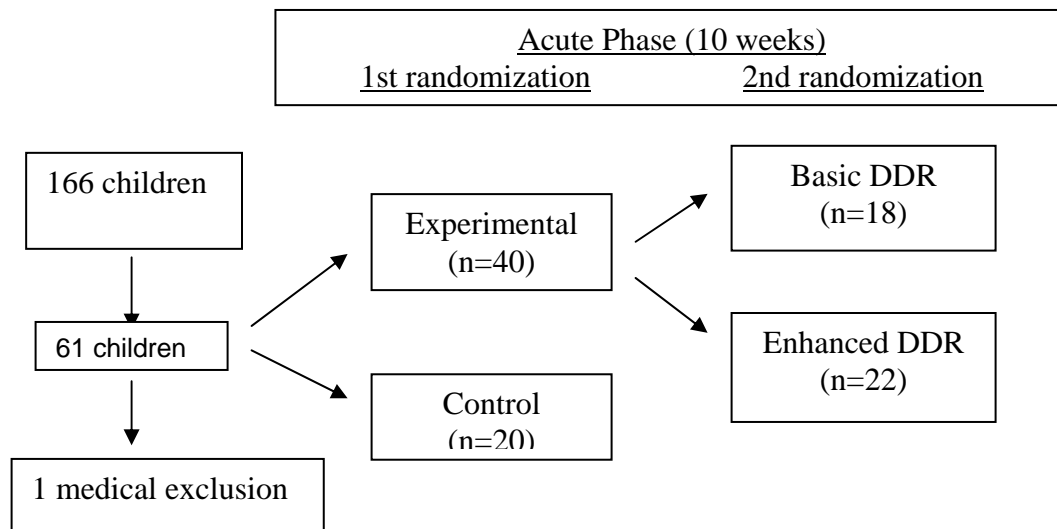 Acute Phase (10 weeks)
1st randomization 2nd randomization
166 children
61 children
1 medical exclusion
Experimental
(n=40)
Control
(n=20)
Basic DDR
(n=18)
Enhanced DDR
(n=22)